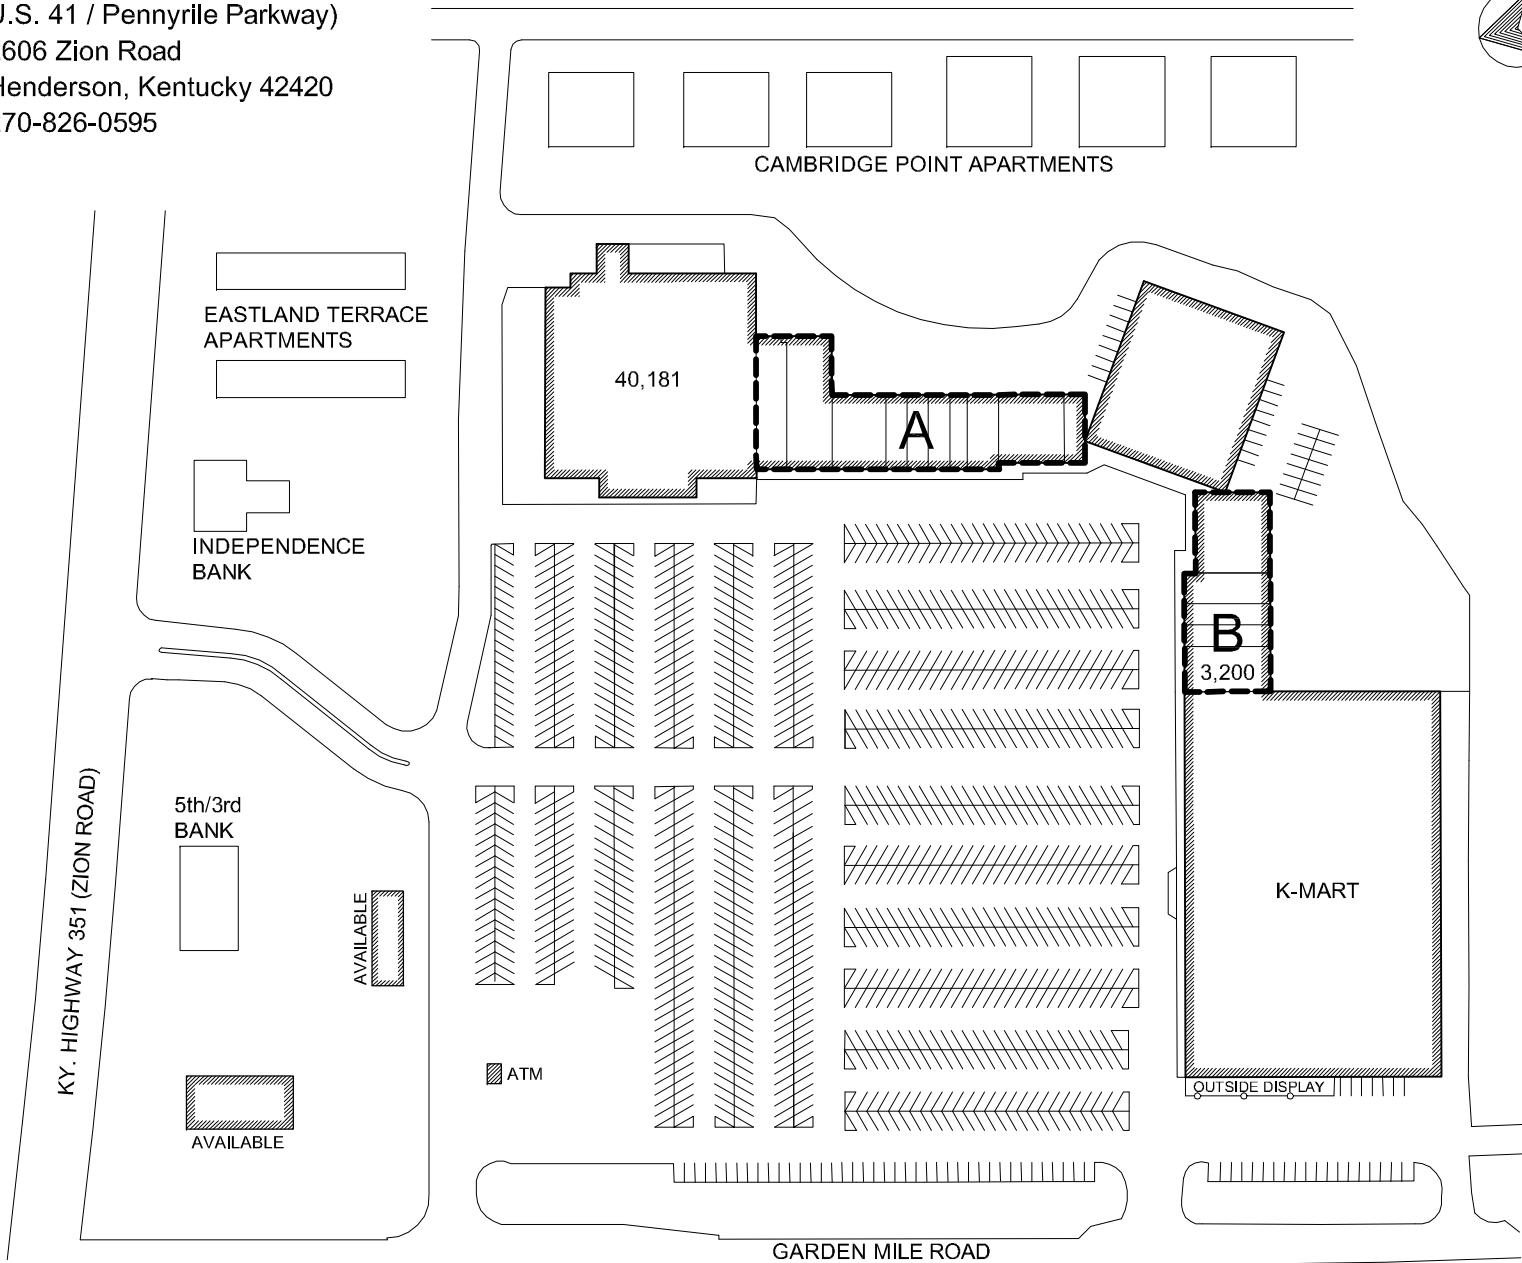 U.S. 41 / Pennyrile Parkway)
606 Zion Road
Henderson, Kentucky 42420
70-826-0595
CAMBRIDGE POINT APARTMENTS
EASTLAND TERRACE
APARTMENTS
40,181
A
INDEPENDENCE
BANK
B
3,200
KY. HIGHWAY 351 (ZION ROAD)
5th/3rd
BANK
AVAILABLE
K-MART
ATM
OUTSIDE DISPLAY
AVAILABLE
GARDEN MILE ROAD